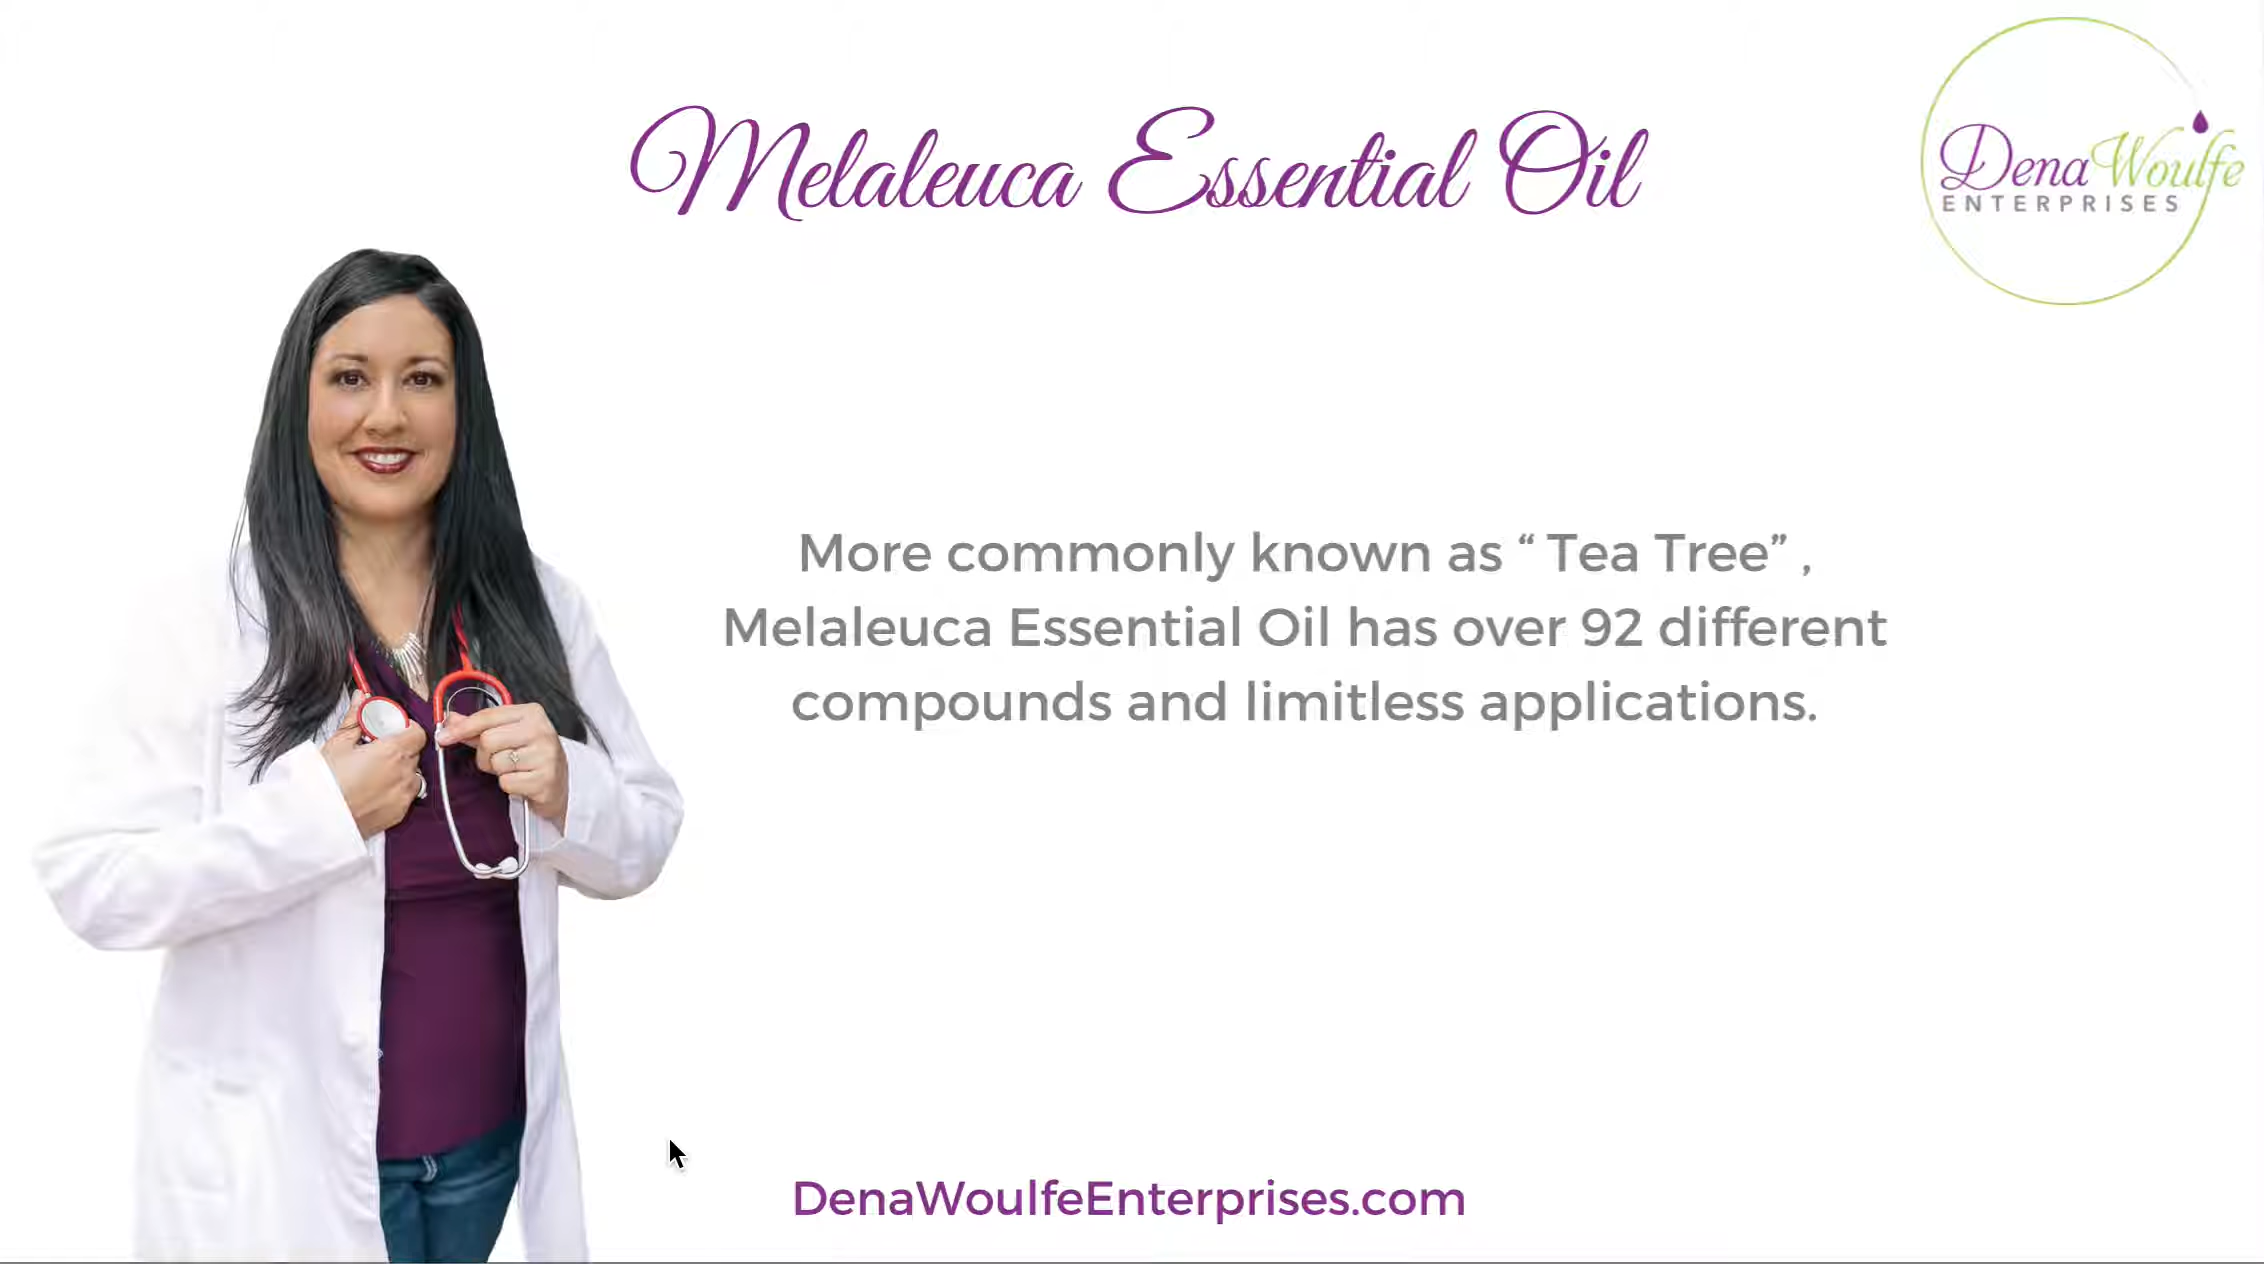 Melaleuca Essential Oil
Dena Woulfe
ENTERPRISES
More commonly known as “ Tea Tree” ,
Melaleuca Essential Oil has over 92 different
compounds and limitless applications.
DenaWoulfeEnterprises.com